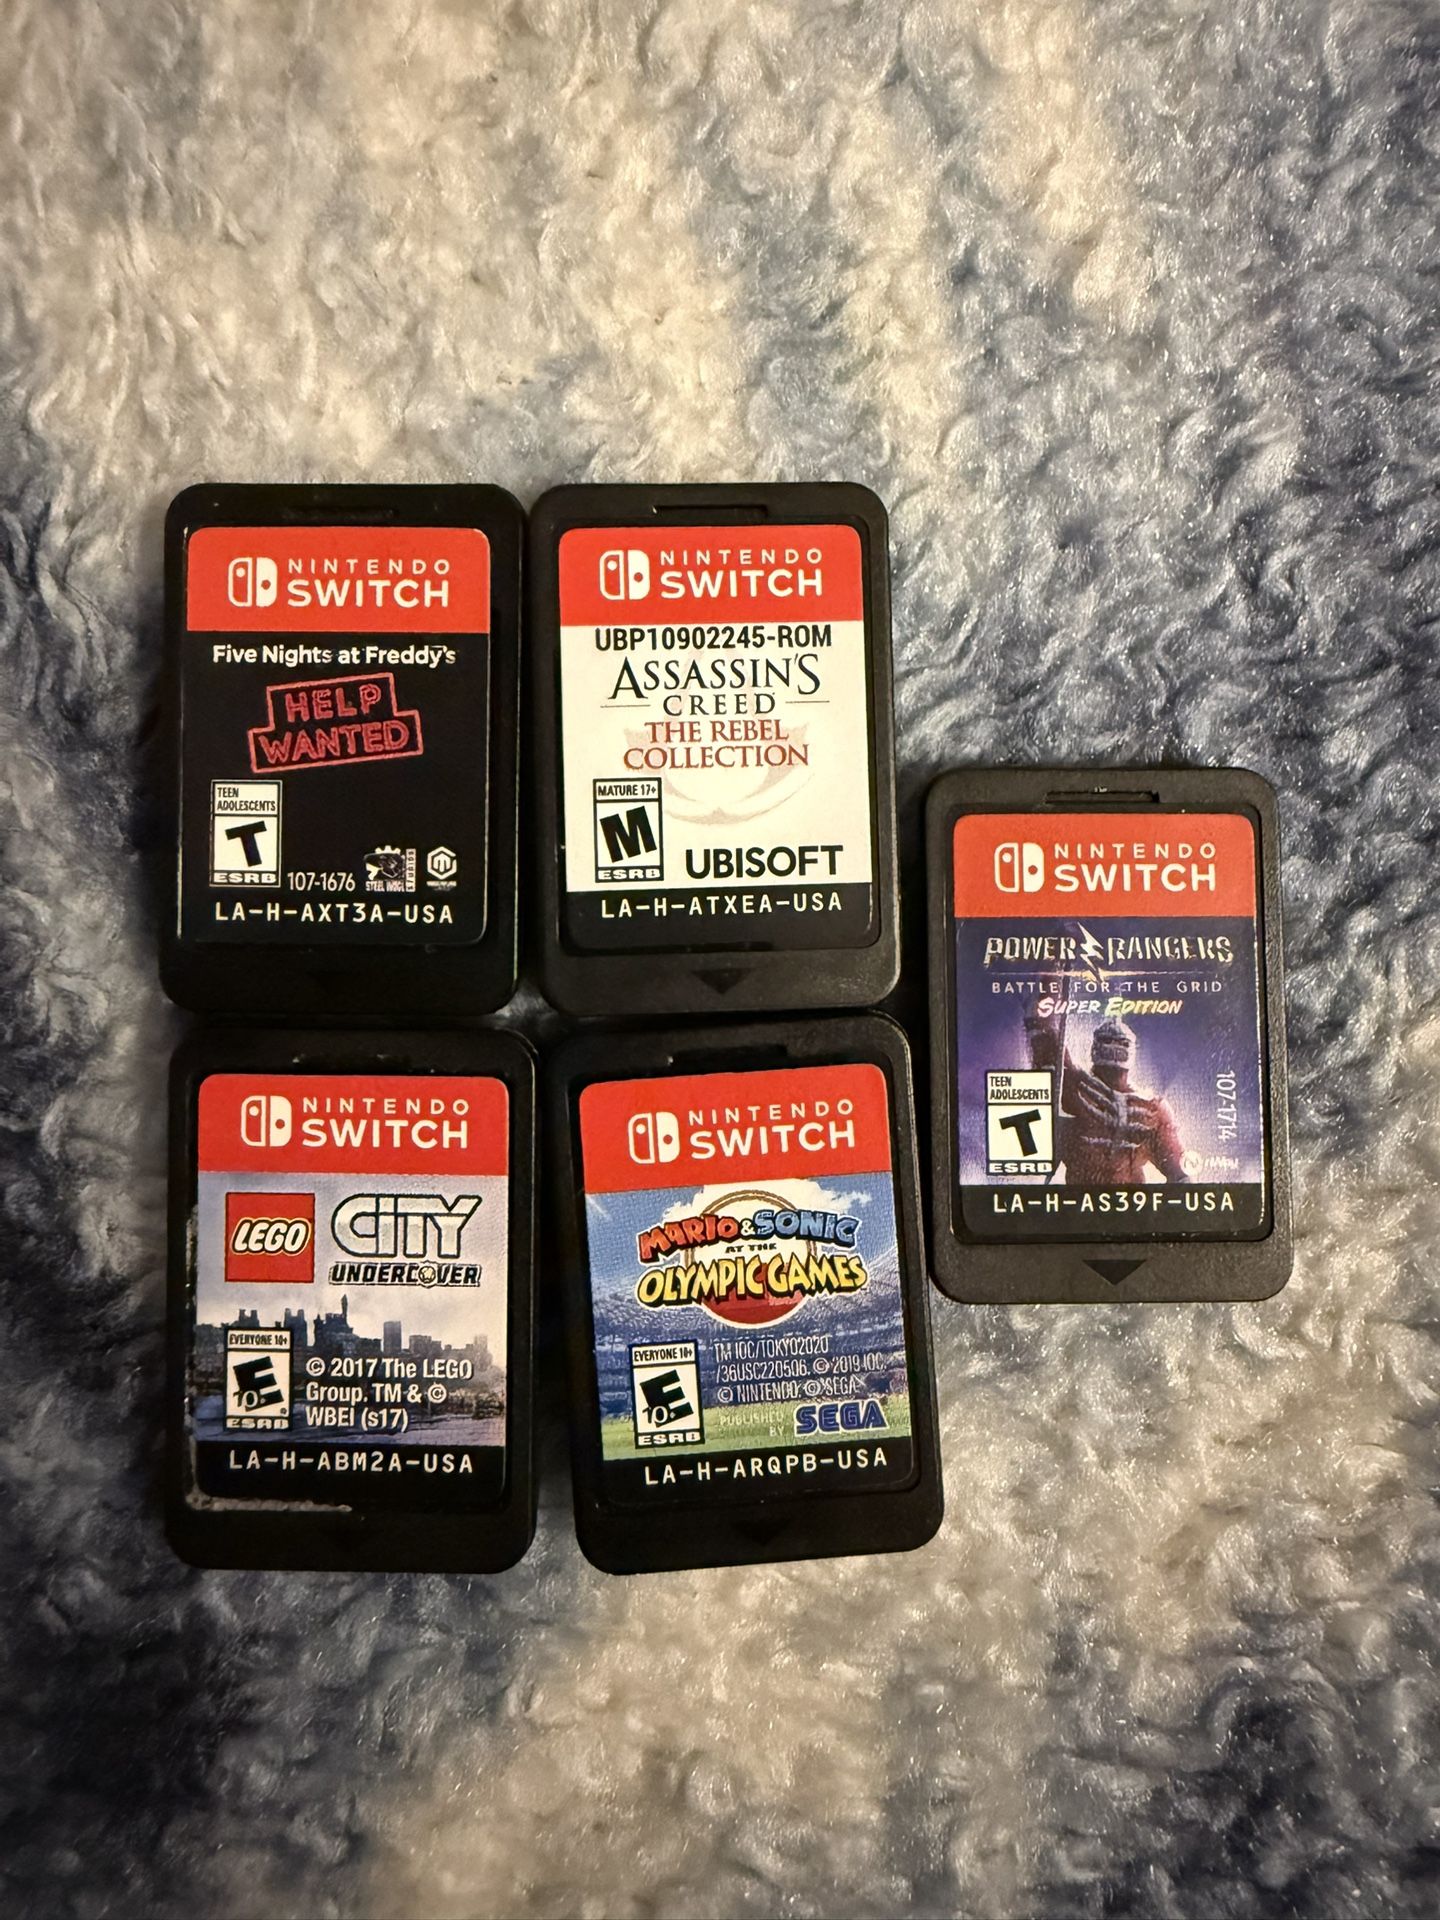 NINTENDO
SWITCH
Five Nights at Freddy's
HELP
WANTED
TEEN
ADOLESCENTS
T
ESRB
107-1676
LA-H-AXT3A-USA
NINTENDO
SWITCH
UBP10902245-ROM
ASSASSIN'S
CREED
THE REBEL
COLLECTION
MATURE 17+
M
ESRB
UBISOFT
LA-H-ATXEA-USA
NINTENDO
SWITCH
POWER RANGERS
BATTLE FOR THE GRID
SUPER EDITION
TEEN
ADOLESCENTS
T
ESRB
107-1714
LA-H-AS39F-USA
NINTENDO
SWITCH
LEGO
CITY
UNDERCOVER
EVERYONE 10+
E
10+
ESRB
© 2017 The LEGO
Group. TM & ©
WBEI (s17)
LA-H-ABM2A-USA
NINTENDO
SWITCH
MARIO & SONIC
AT THE
OLYMPIC GAMES
EVERYONE 10+
E
10+
ESRB
TM IOC/TOKYO2020
/36USC220506. © 2019 IOC.
© NINTENDO. © SEGA.
PUBLISHED
BY
SEGA
LA-H-ARQPB-USA